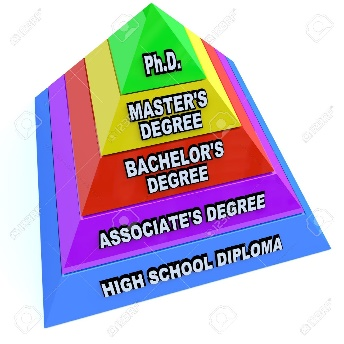 Ph.D.
MASTER'S
DEGREE
BACHELOR'S
DEGREE
ASSOCIATE'S DEGREE
HIGH SCHOOL DIPLOMA